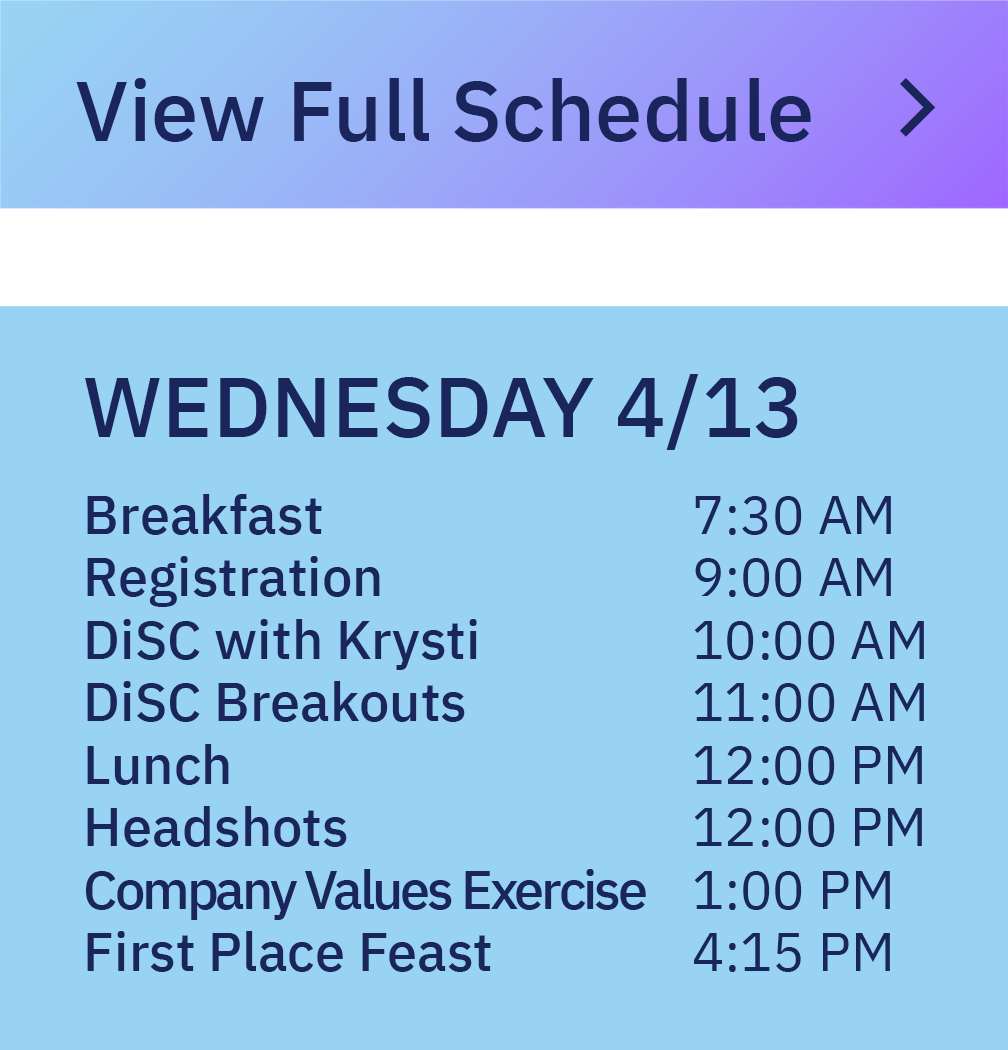 View Full Schedule
WEDNESDAY 4/13
Breakfast 7:30 AM
Registration 9:00 AM
DiSC with Krysti 10:00 AM
DiSC Breakouts 11:00 AM
Lunch 12:00 PM
Headshots 12:00 PM
Company Values Exercise 1:00 PM
First Place Feast 4:15 PM